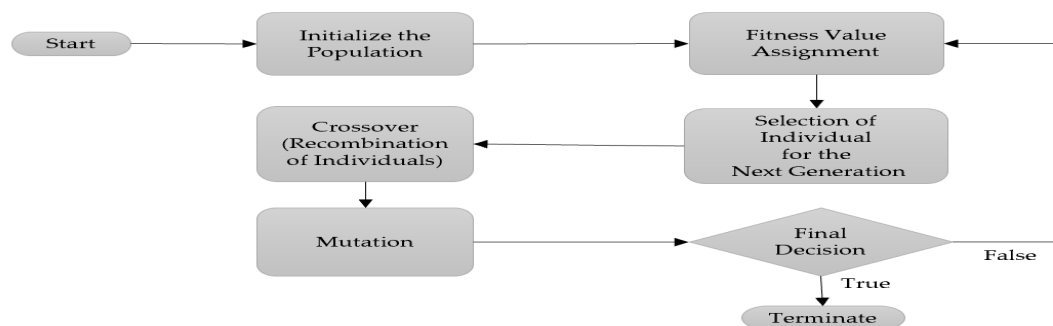 Start
Initialize the
Population
Fitness Value
Assignment
Selection of
Individual
for the
Next Generation
Crossover
(Recombination
of Individuals)
Mutation
Final
Decision
False
True
Terminate